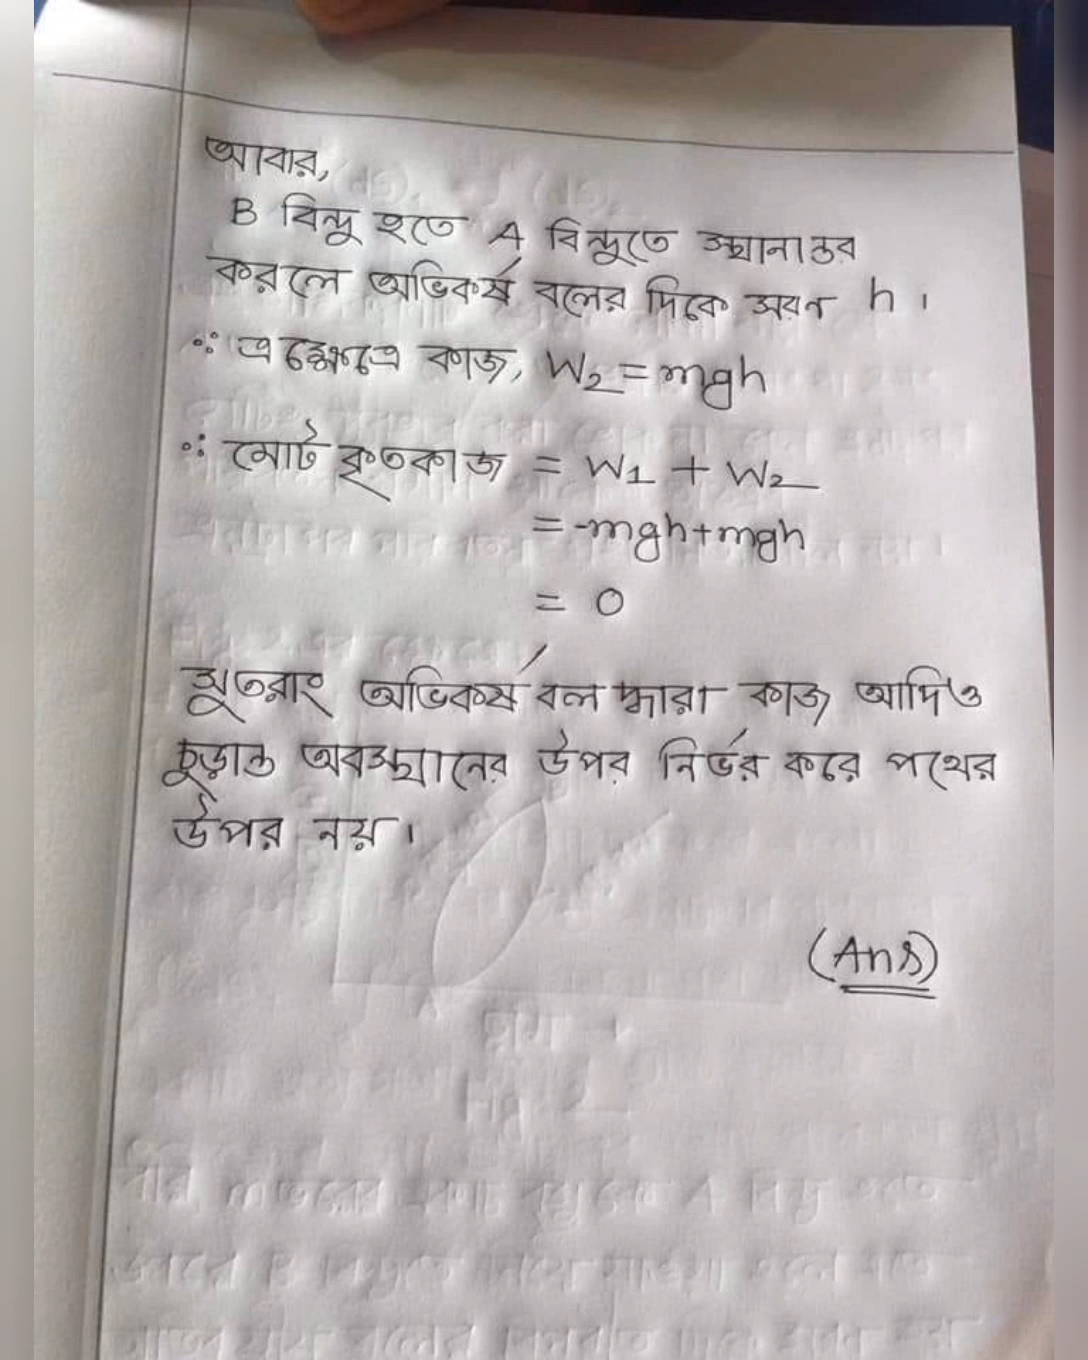 আবার,
B বিন্দু হতে A বিন্দুতে স্থানান্তর
করলে অভিকর্ষ বলের দিকে সরণ h।
∴ এক্ষেত্রে কাজ, W₂ = mgh
∴ মোট কৃতকাজ = W₁ + W₂
= -mgh+mgh
= 0
সুতরাং অভিকর্ষ বল দ্বারা কাজ আদি ও
চুড়ান্ত অবস্থানের উপর নির্ভর করে পথের
উপর নয়।
(Ans)